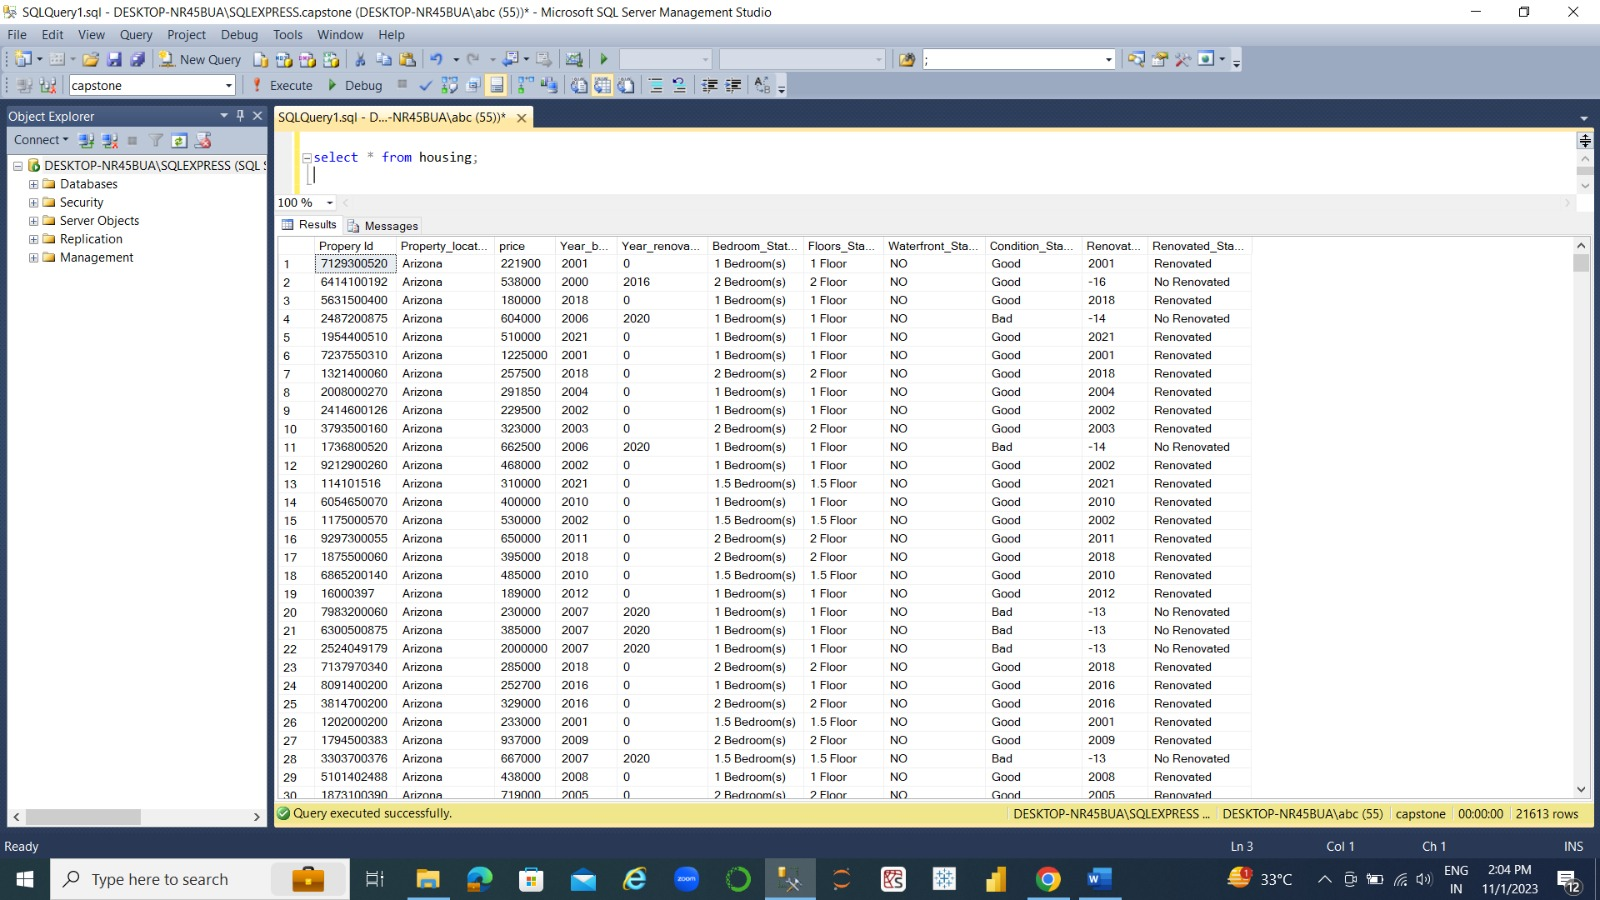 SQLQuery1.sql - DESKTOP-NR45BUA\SQLEXPRESS.capstone (DESKTOP-NR45BUA\abc (55))* - Microsoft SQL Server Management Studio
File Edit View Query Project Debug Tools Window Help
New Query ;
capstone Execute Debug
Object Explorer
SQLQuery1.sql - D...-NR45BUA\abc (55))*
Connect
DESKTOP-NR45BUA\SQLEXPRESS (SQL S
Databases
Security
Server Objects
Replication
Management
select * from housing;
100 %
Results Messages
Propery Id Property_locat... price Year_b... Year_renova... Bedroom_Stat... Floors_Sta... Waterfront_Sta... Condition_Sta... Renovat... Renovated_Sta...
1 7129300520 Arizona 221900 2001 0 1 Bedroom(s) 1 Floor NO Good 2001 Renovated
2 6414100192 Arizona 538000 2000 2016 2 Bedroom(s) 2 Floor NO Good -16 No Renovated
3 5631500400 Arizona 180000 2018 0 1 Bedroom(s) 1 Floor NO Good 2018 Renovated
4 2487200875 Arizona 604000 2006 2020 1 Bedroom(s) 1 Floor NO Bad -14 No Renovated
5 1954400510 Arizona 510000 2021 0 1 Bedroom(s) 1 Floor NO Good 2021 Renovated
6 7237550310 Arizona 1225000 2001 0 1 Bedroom(s) 1 Floor NO Good 2001 Renovated
7 1321400060 Arizona 257500 2018 0 2 Bedroom(s) 2 Floor NO Good 2018 Renovated
8 2008000270 Arizona 291850 2004 0 1 Bedroom(s) 1 Floor NO Good 2004 Renovated
9 2414600126 Arizona 229500 2002 0 1 Bedroom(s) 1 Floor NO Good 2002 Renovated
10 3793500160 Arizona 323000 2003 0 2 Bedroom(s) 2 Floor NO Good 2003 Renovated
11 1736800520 Arizona 662500 2006 2020 1 Bedroom(s) 1 Floor NO Bad -14 No Renovated
12 9212900260 Arizona 468000 2002 0 1 Bedroom(s) 1 Floor NO Good 2002 Renovated
13 114101516 Arizona 310000 2021 0 1.5 Bedroom(s) 1.5 Floor NO Good 2021 Renovated
14 6054650070 Arizona 400000 2010 0 1 Bedroom(s) 1 Floor NO Good 2010 Renovated
15 1175000570 Arizona 530000 2002 0 1.5 Bedroom(s) 1.5 Floor NO Good 2002 Renovated
16 9297300055 Arizona 650000 2011 0 2 Bedroom(s) 2 Floor NO Good 2011 Renovated
17 1875500060 Arizona 395000 2018 0 2 Bedroom(s) 2 Floor NO Good 2018 Renovated
18 6865200140 Arizona 485000 2010 0 1.5 Bedroom(s) 1.5 Floor NO Good 2010 Renovated
19 16000397 Arizona 189000 2012 0 1 Bedroom(s) 1 Floor NO Good 2012 Renovated
20 7983200060 Arizona 230000 2007 2020 1 Bedroom(s) 1 Floor NO Bad -13 No Renovated
21 6300500875 Arizona 385000 2007 2020 1 Bedroom(s) 1 Floor NO Bad -13 No Renovated
22 2524049179 Arizona 2000000 2007 2020 1 Bedroom(s) 1 Floor NO Bad -13 No Renovated
23 7137970340 Arizona 285000 2018 0 2 Bedroom(s) 2 Floor NO Good 2018 Renovated
24 8091400200 Arizona 252700 2016 0 1 Bedroom(s) 1 Floor NO Good 2016 Renovated
25 3814700200 Arizona 329000 2016 0 2 Bedroom(s) 2 Floor NO Good 2016 Renovated
26 1202000200 Arizona 233000 2001 0 1.5 Bedroom(s) 1.5 Floor NO Good 2001 Renovated
27 1794500383 Arizona 937000 2009 0 2 Bedroom(s) 2 Floor NO Good 2009 Renovated
28 3303700376 Arizona 667000 2007 2020 1.5 Bedroom(s) 1.5 Floor NO Bad -13 No Renovated
29 5101402488 Arizona 438000 2008 0 1 Bedroom(s) 1 Floor NO Good 2008 Renovated
30 1873100390 Arizona 719000 2005 0 2 Bedroom(s) 2 Floor NO Good 2005 Renovated
Query executed successfully. DESKTOP-NR45BUA\SQLEXPRESS ... DESKTOP-NR45BUA\abc (55) capstone 00:00:00 21613 rows
Ready Ln 3 Col 1 Ch 1 INS
Type here to search zoom 33°C ENG IN 2:04 PM 11/1/2023 12